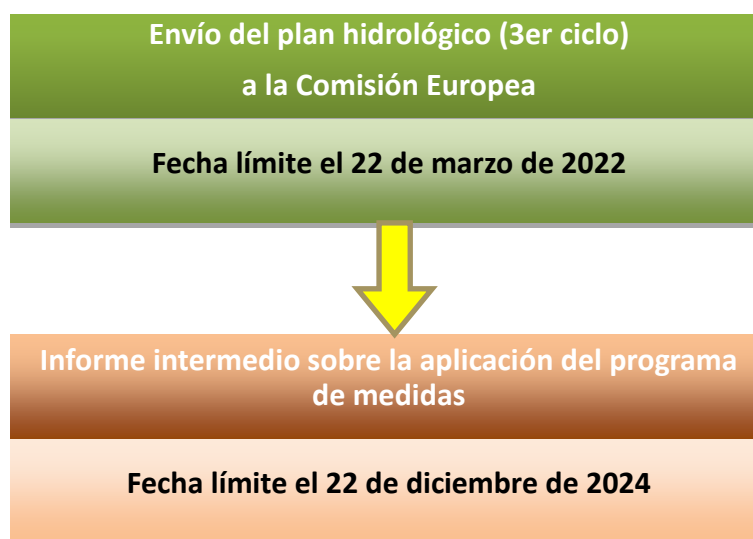 Envío del plan hidrológico (3er ciclo)
a la Comisión Europea
Fecha límite el 22 de marzo de 2022
Informe intermedio sobre la aplicación del programa
de medidas
Fecha límite el 22 de diciembre de 2024